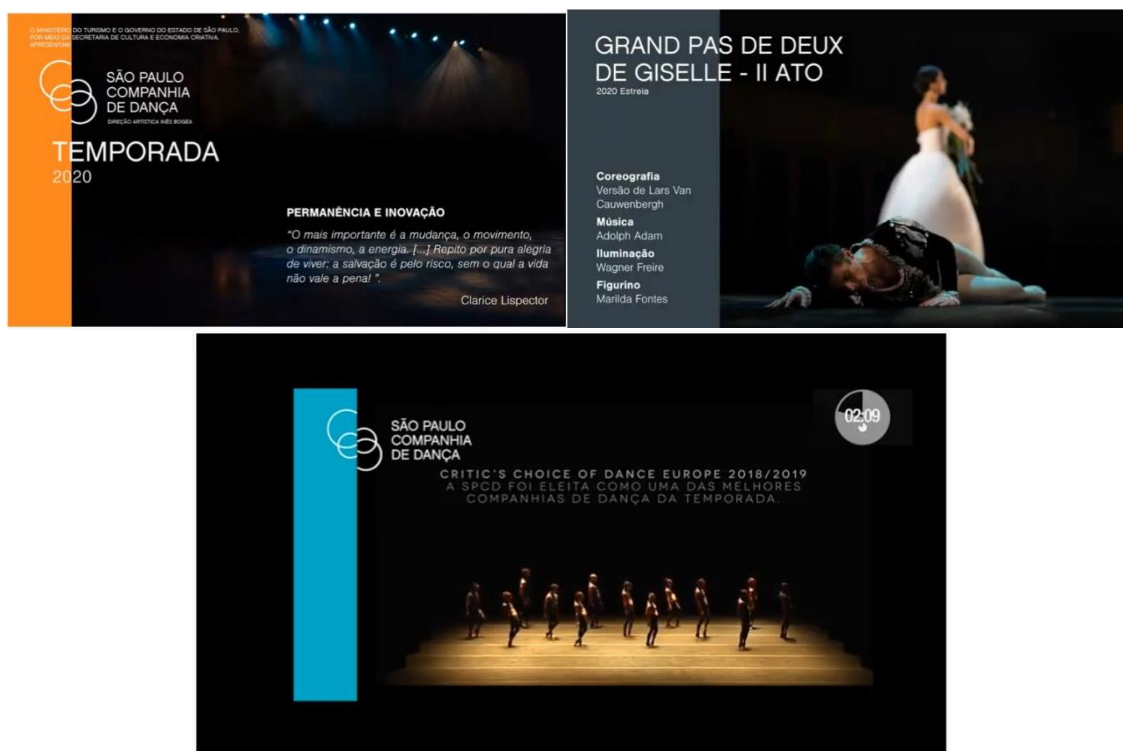 O MINISTÉRIO DO TURISMO E O GOVERNO DO ESTADO DE SÃO PAULO,
POR MEIO DA SECRETARIA DE CULTURA E ECONOMIA CRIATIVA,
APRESENTAM
SÃO PAULO
COMPANHIA
DE DANÇA
DIREÇÃO ARTÍSTICA INÊS BOGÉA
TEMPORADA
2020
PERMANÊNCIA E INOVAÇÃO
"O mais importante é a mudança, o movimento,
o dinamismo, a energia. [...] Repito por pura alegria
de viver: a salvação é pelo risco, sem o qual a vida
não vale a pena! ".
Clarice Lispector
GRAND PAS DE DEUX
DE GISELLE - II ATO
2020 Estreia
Coreografia
Versão de Lars Van
Cauwenbergh
Música
Adolph Adam
Iluminação
Wagner Freire
Figurino
Marilda Fontes
SÃO PAULO
COMPANHIA
DE DANÇA
02:09
CRITIC'S CHOICE OF DANCE EUROPE 2018/2019
A SPCD FOI ELEITA COMO UMA DAS MELHORES
COMPANHIAS DE DANÇA DA TEMPORADA.